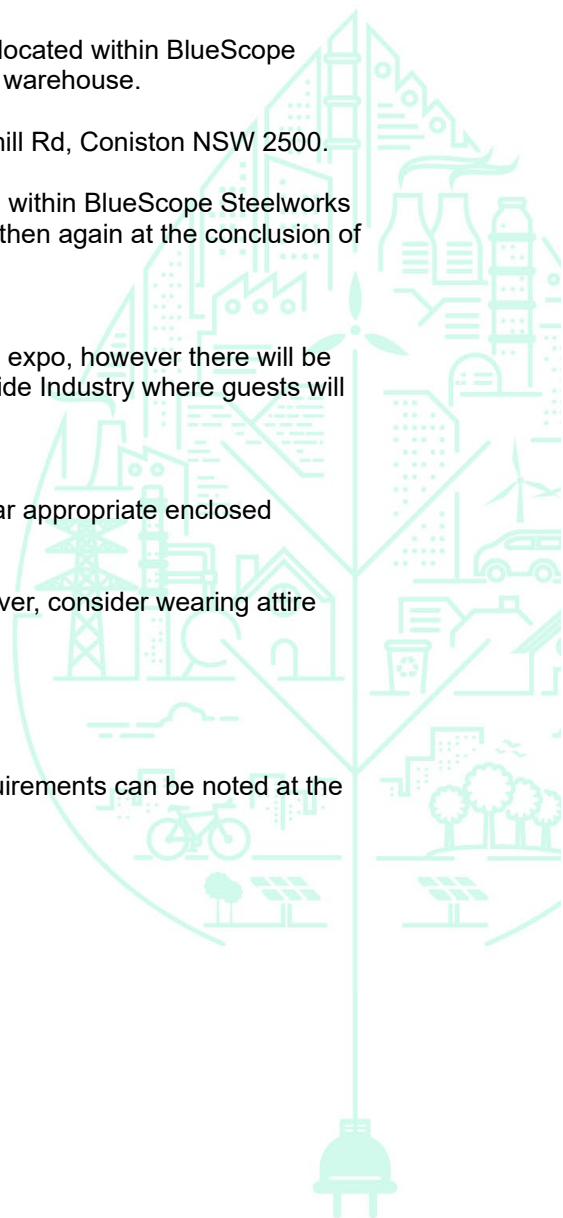 located within BlueScope
warehouse.
hill Rd, Coniston NSW 2500.
within BlueScope Steelworks
then again at the conclusion of
expo, however there will be
ide Industry where guests will
ar appropriate enclosed
ver, consider wearing attire
uirements can be noted at the